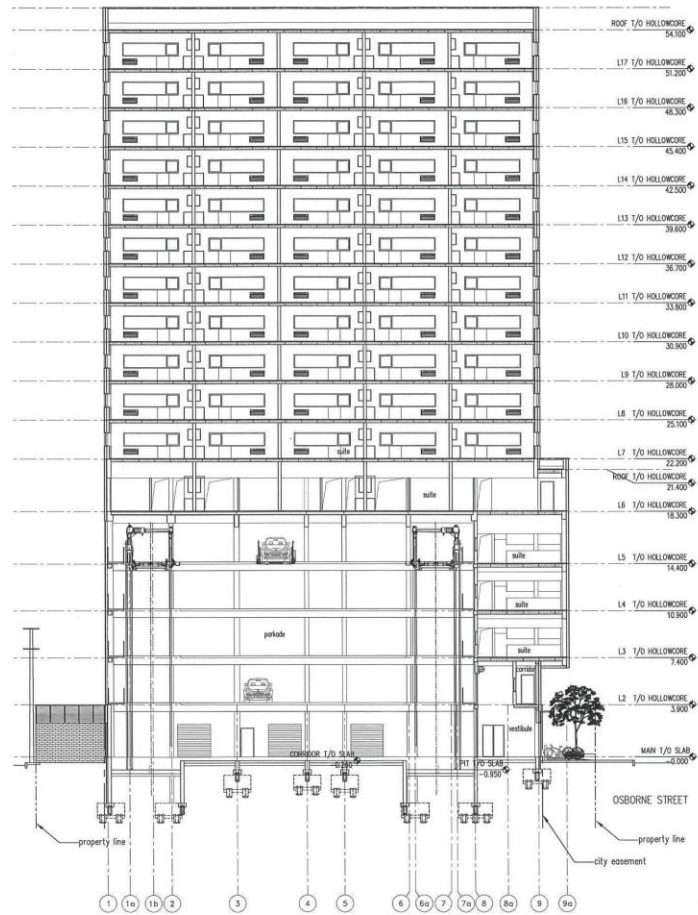 ROOF T/O HOLLOWCORE
54.100
L17 T/O HOLLOWCORE
51.200
L16 T/O HOLLOWCORE
48.300
L15 T/O HOLLOWCORE
45.400
L14 T/O HOLLOWCORE
42.500
L13 T/O HOLLOWCORE
39.600
L12 T/O HOLLOWCORE
36.700
L11 T/O HOLLOWCORE
33.800
L10 T/O HOLLOWCORE
30.900
L9 T/O HOLLOWCORE
28.000
L8 T/O HOLLOWCORE
25.100
suite
L7 T/O HOLLOWCORE
22.200
ROOF T/O HOLLOWCORE
21.400
suite
L6 T/O HOLLOWCORE
18.300
suite
L5 T/O HOLLOWCORE
14.400
suite
L4 T/O HOLLOWCORE
10.900
parkade
suite
L3 T/O HOLLOWCORE
7.400
corridor
L2 T/O HOLLOWCORE
3.900
vestibule
CORRIDOR T/O SLAB
-0.260
MAIN T/O SLAB
-0.000
PIT T/O SLAB
-0.950
OSBORNE STREET
property line
property line
city easement
1 1a 1b 2 3 4 5 6 6a 7 7a 8 8a 9 9a